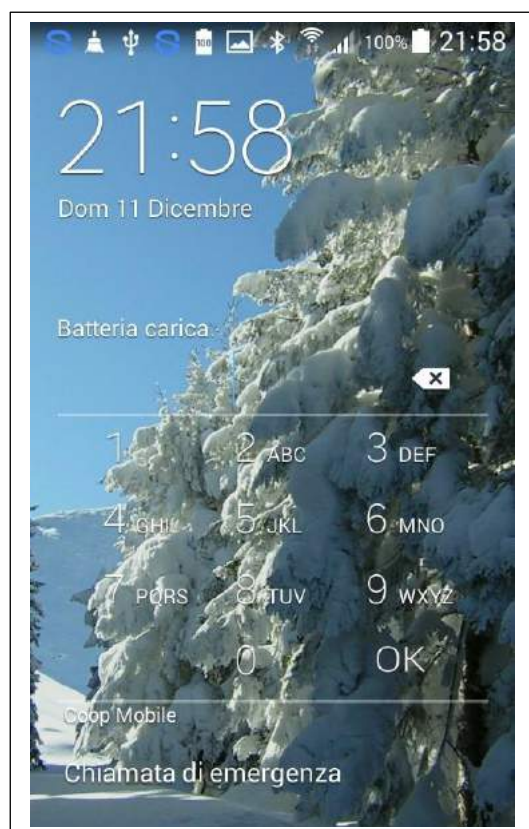 100 100% 21:58
21:58
Dom 11 Dicembre
Batteria carica
1 2 ABC 3 DEF
4 GHI 5 JKL 6 MNO
7 PQRS 8 TUV 9 WXYZ
0 OK
Coop Mobile
Chiamata di emergenza